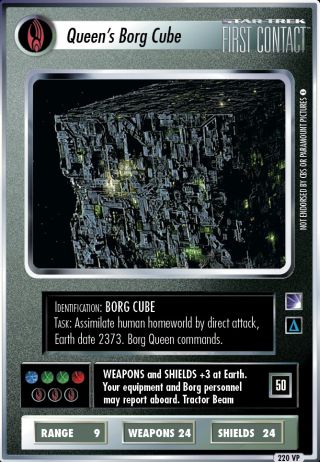 Queen's Borg Cube
STAR TREK
FIRST CONTACT
NOT ENDORSED BY CBS OR PARAMOUNT PICTURES
IDENTIFICATION: BORG CUBE
TASK: Assimilate human homeworld by direct attack,
Earth date 2373. Borg Queen commands.
WEAPONS and SHIELDS +3 at Earth.
Your equipment and Borg personnel
may report aboard. Tractor Beam
50
RANGE 9
WEAPONS 24
SHIELDS 24
220 VP